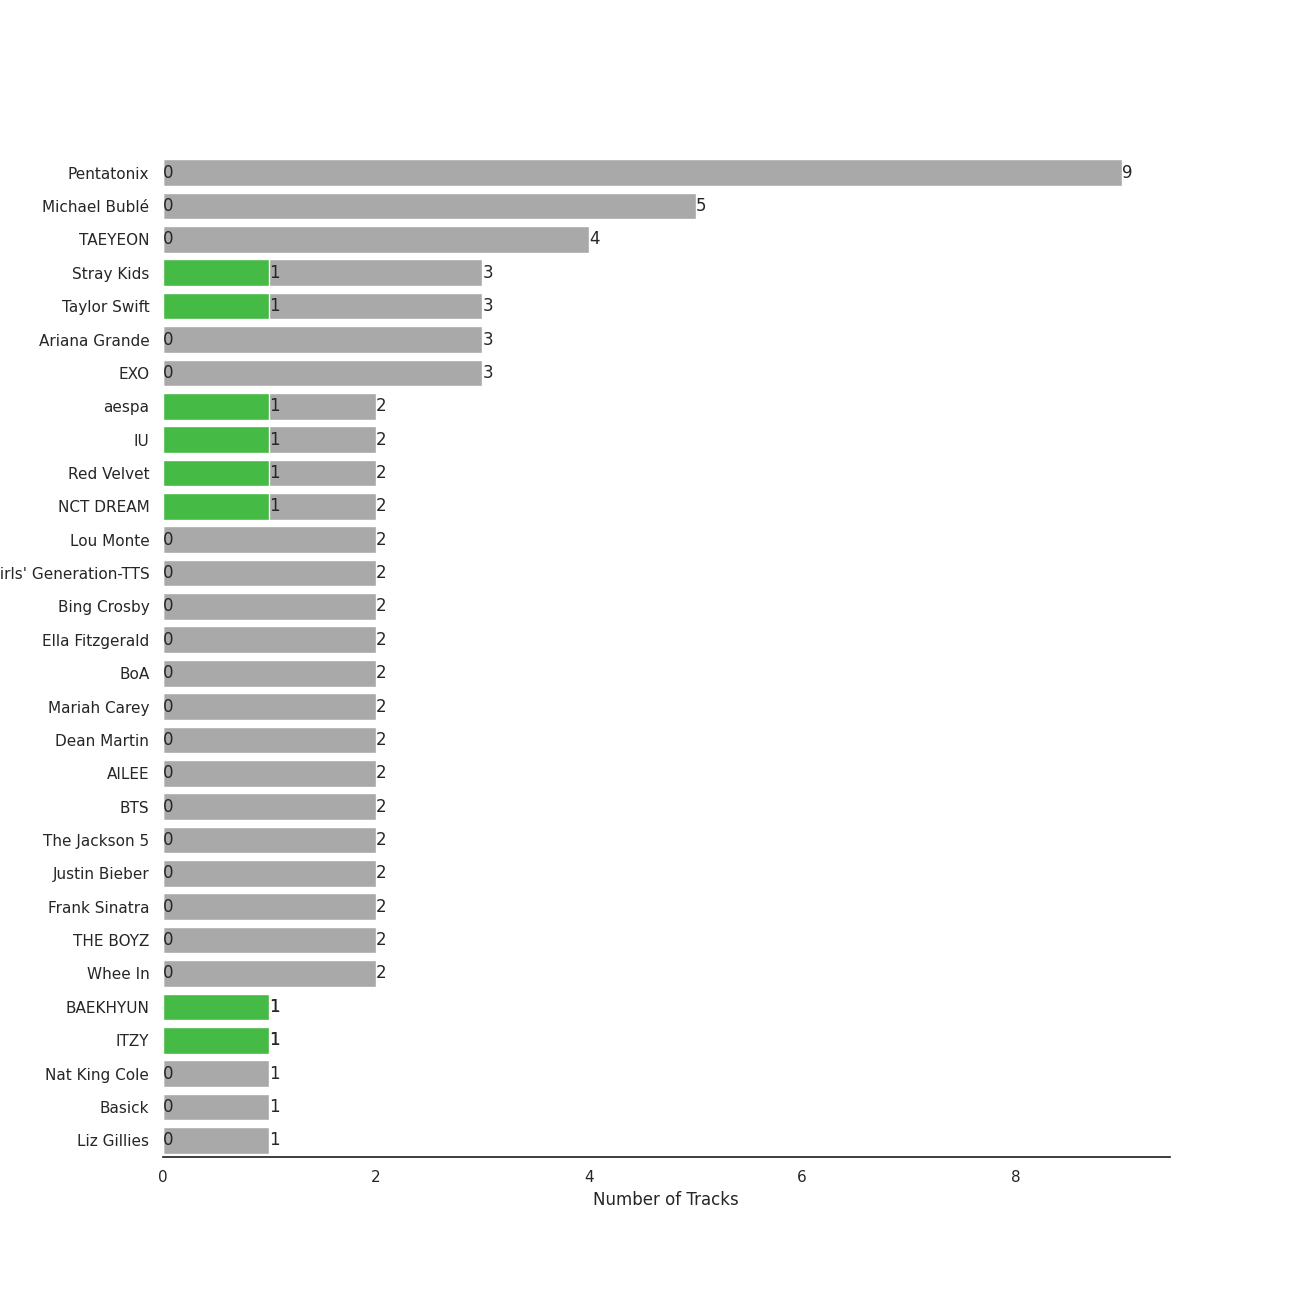 Pentatonix 0 9
Michael Bublé 0 5
TAEYEON 0 4
Stray Kids 1 3
Taylor Swift 1 3
Ariana Grande 0 3
EXO 0 3
aespa 1 2
IU 1 2
Red Velvet 1 2
NCT DREAM 1 2
Lou Monte 0 2
irls' Generation-TTS 0 2
Bing Crosby 0 2
Ella Fitzgerald 0 2
BoA 0 2
Mariah Carey 0 2
Dean Martin 0 2
AILEE 0 2
BTS 0 2
The Jackson 5 0 2
Justin Bieber 0 2
Frank Sinatra 0 2
THE BOYZ 0 2
Whee In 0 2
BAEKHYUN 1
ITZY 1
Nat King Cole 0 1
Basick 0 1
Liz Gillies 0 1
0 2 4 6 8
Number of Tracks